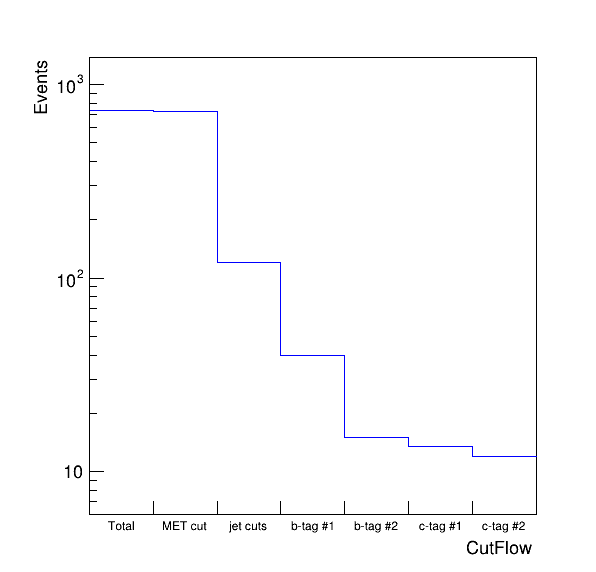 Events
10³
10²
10
Total MET cut jet cuts b-tag #1 b-tag #2 c-tag #1 c-tag #2
CutFlow